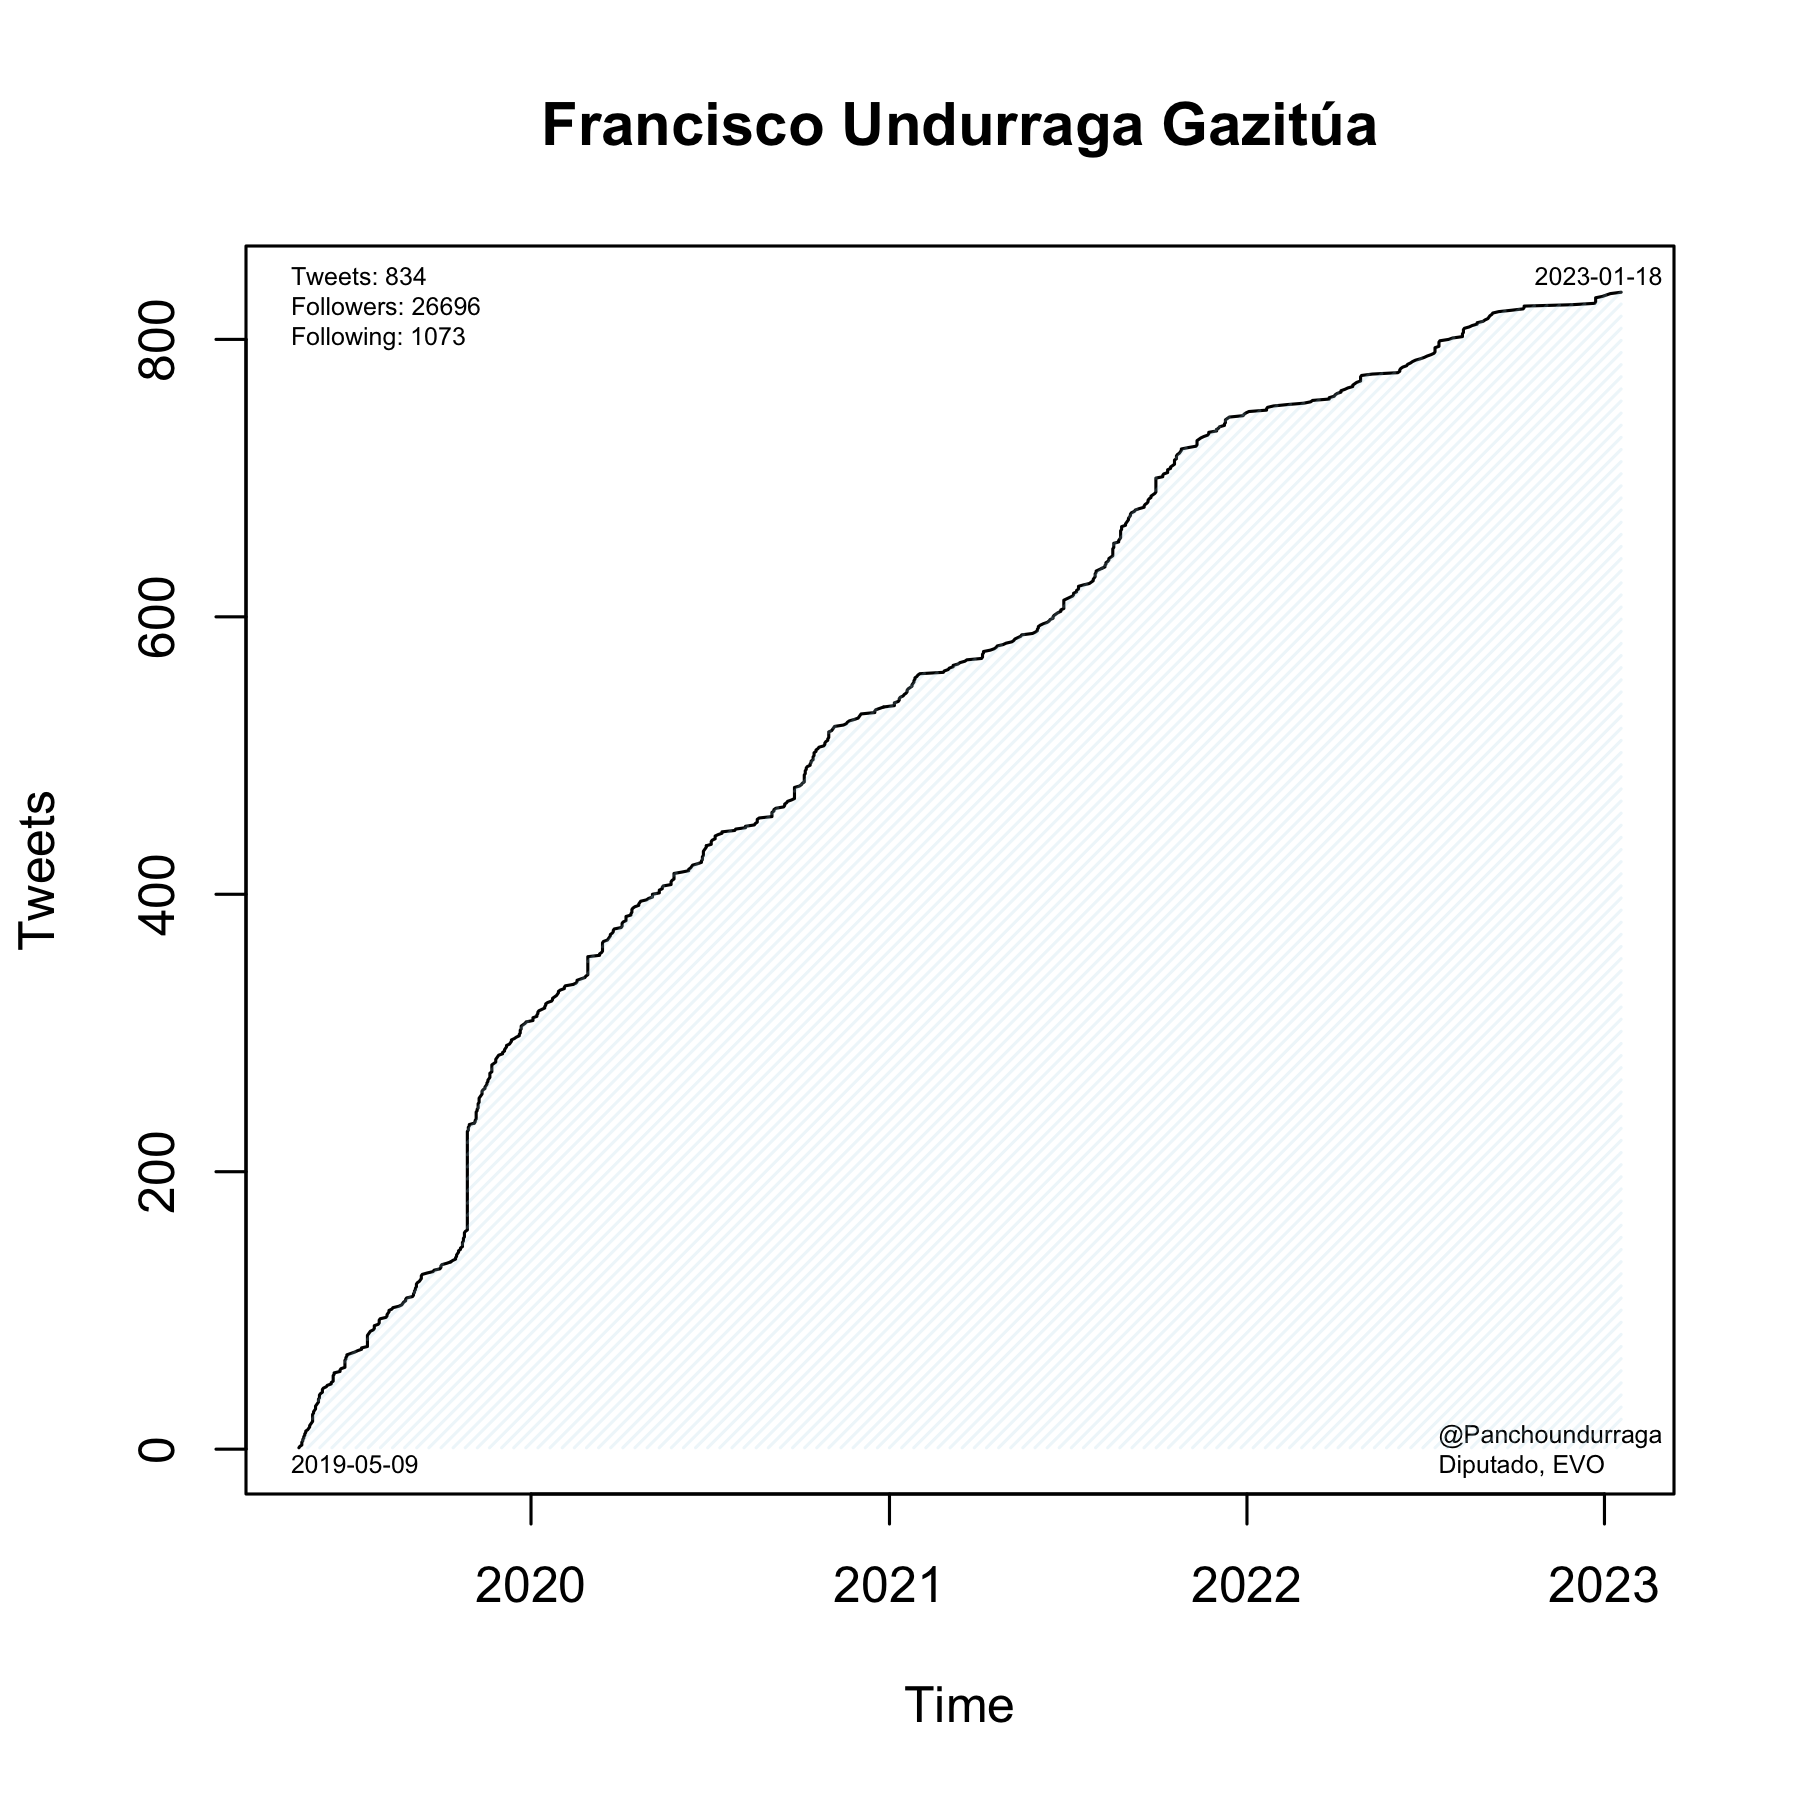 Francisco Undurraga Gazitúa
Tweets: 834
Followers: 26696
Following: 1073
2023-01-18
Tweets
800
600
400
200
0
2019-05-09
@Panchoundurraga
Diputado, EVO
2020 2021 2022 2023
Time